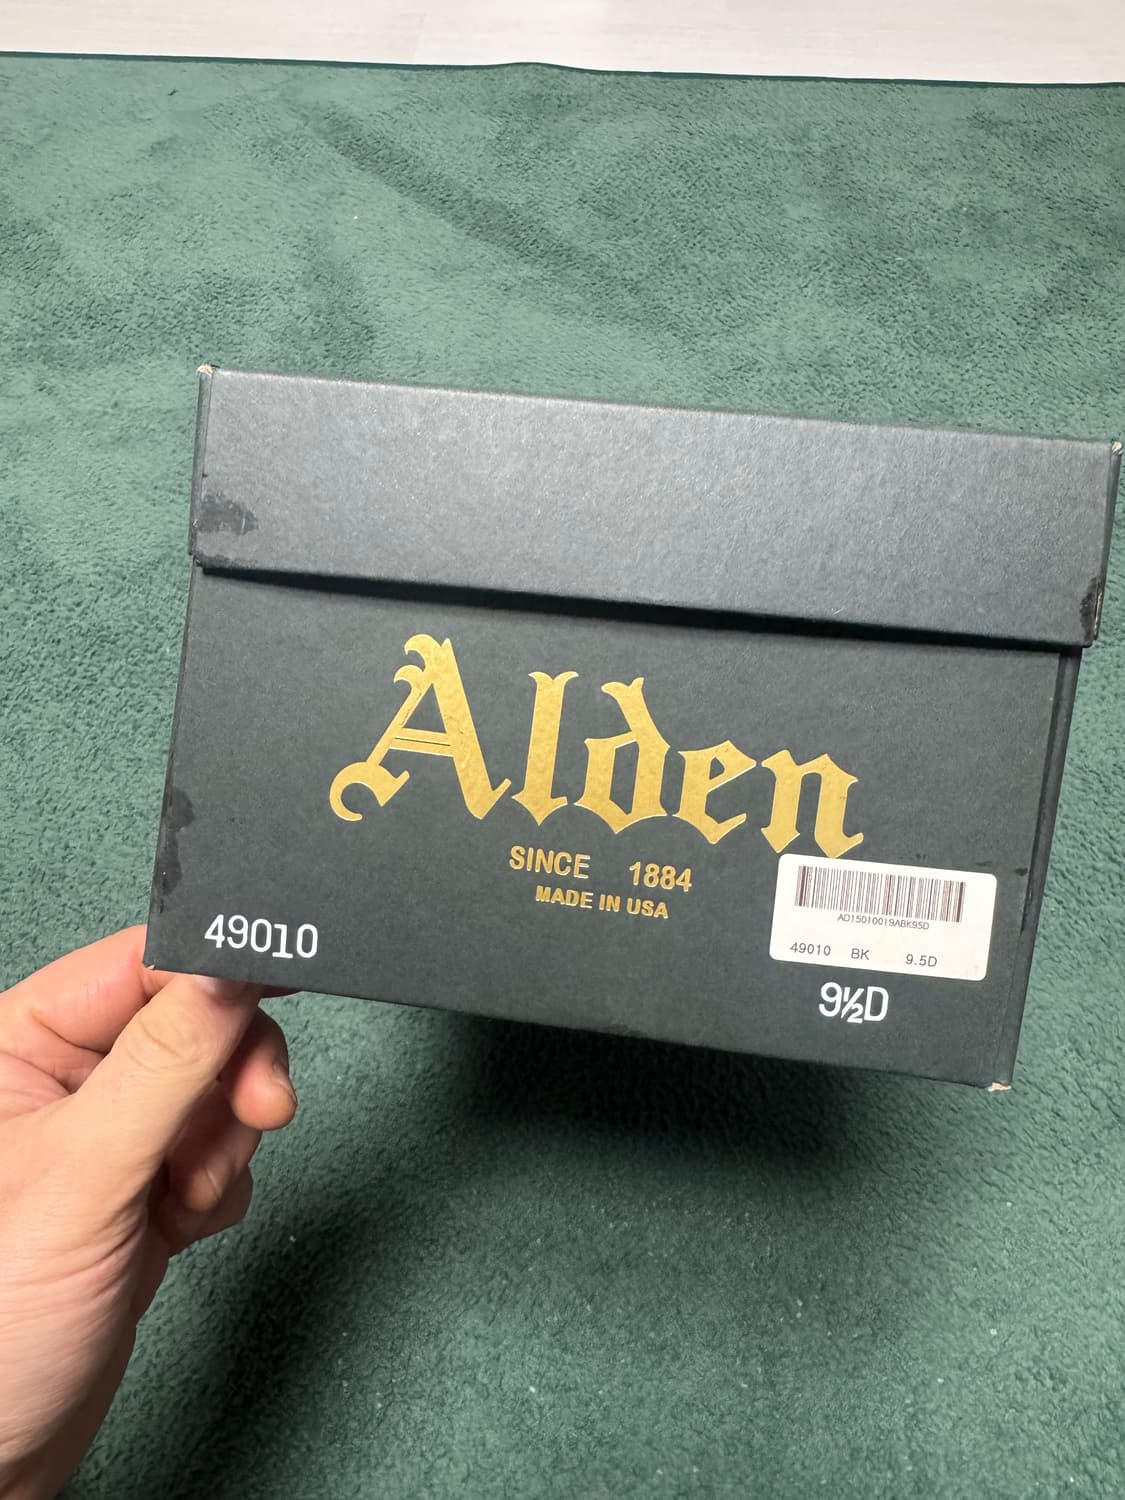 Alden
SINCE 1884
MADE IN USA
AD15010019ABK95D
49010 BK 9.5D
49010
9½D